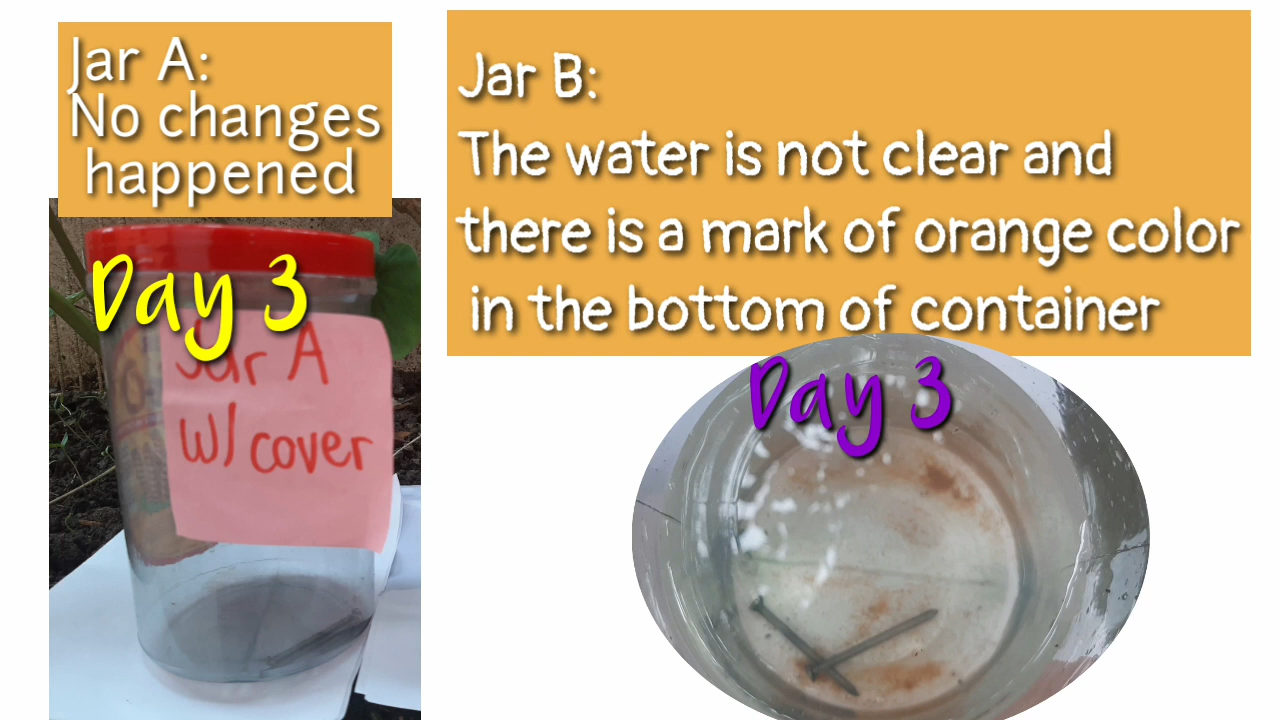 Jar A:
No changes
happened
Jar B:
The water is not clear and
there is a mark of orange color
in the bottom of container
Day 3
Jar A
W/ cover
Day 3